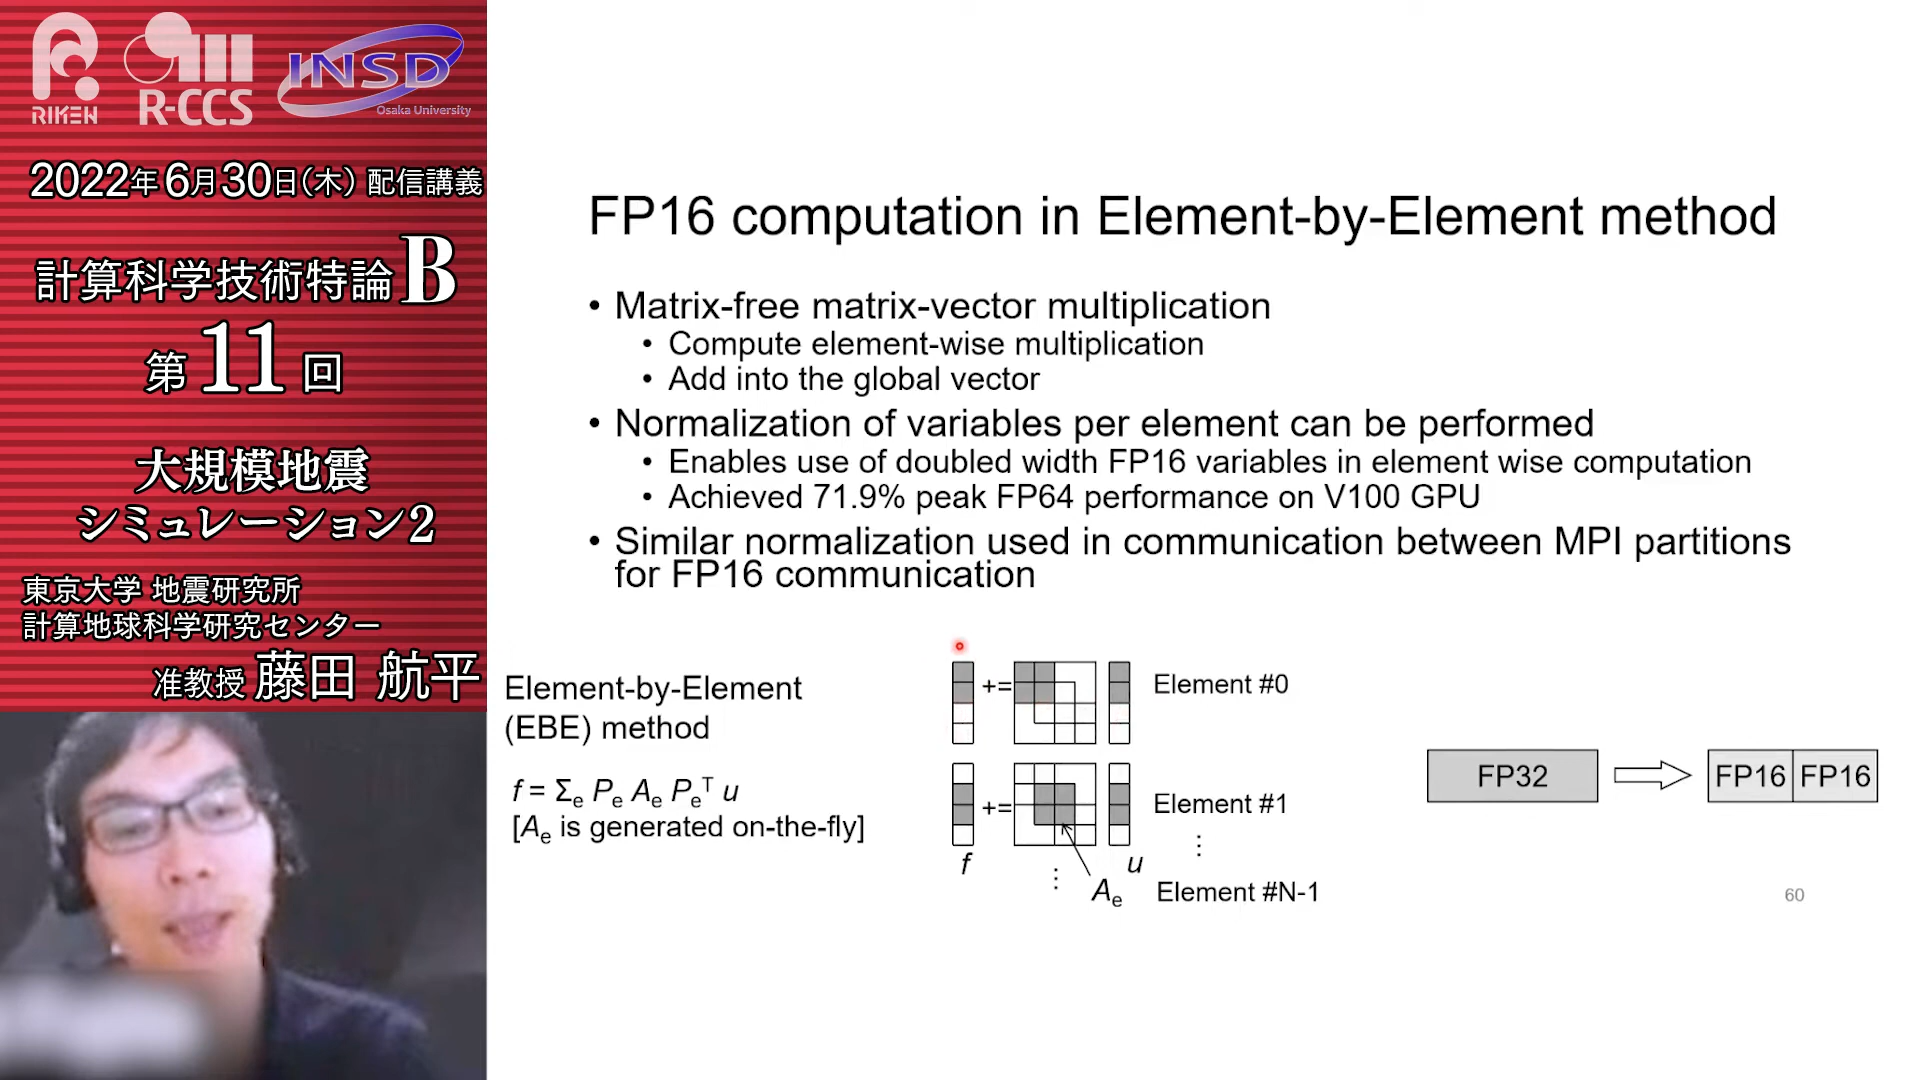 RIKEN
R-CCS
INSD
Osaka University
2022年6月30日(木) 配信講義
計算科学技術特論B
第11回
大規模地震
シミュレーション2
東京大学 地震研究所
計算地球科学研究センター
准教授 藤田 航平
FP16 computation in Element-by-Element method
• Matrix-free matrix-vector multiplication
• Compute element-wise multiplication
• Add into the global vector
• Normalization of variables per element can be performed
• Enables use of doubled width FP16 variables in element wise computation
• Achieved 71.9% peak FP64 performance on V100 GPU
• Similar normalization used in communication between MPI partitions
for FP16 communication
Element-by-Element
(EBE) method
f = Σe Pe Ae PeT u
[Ae is generated on-the-fly]
+=
Element #0
+=
Element #1
⋮
f
⋮
Ae
u
Element #N-1
FP32
FP16 FP16
60